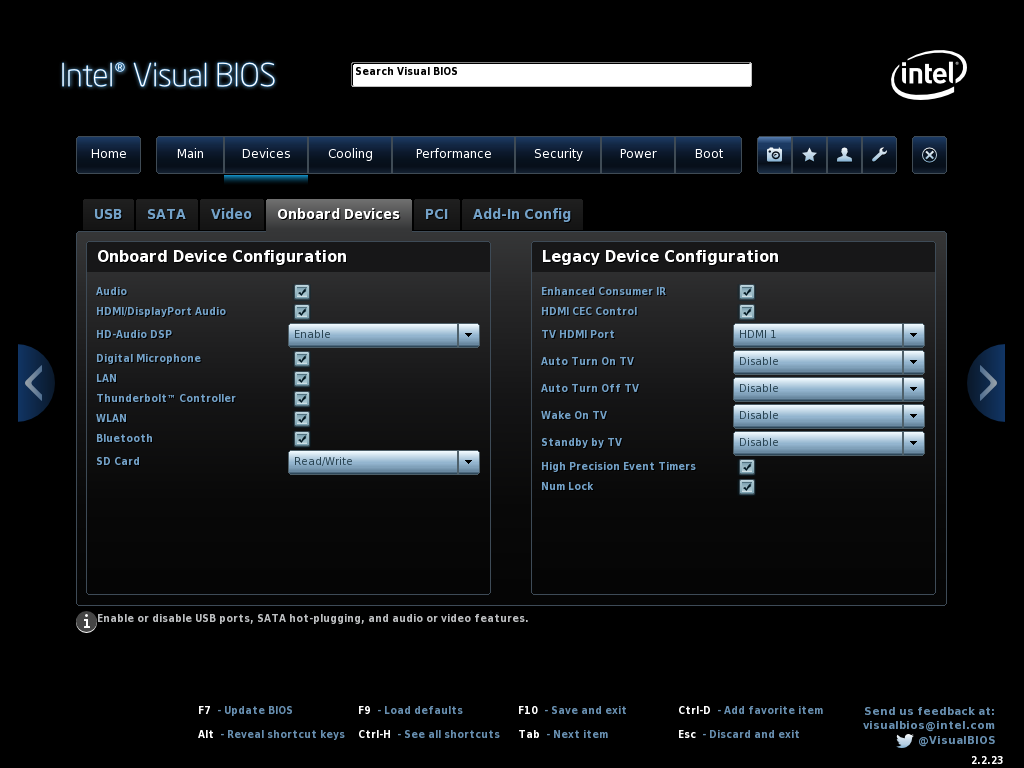 Intel® Visual BIOS
Search Visual BIOS
intel®
Home Main Devices Cooling Performance Security Power Boot
USB SATA Video Onboard Devices PCI Add-In Config
Onboard Device Configuration
Audio
HDMI/DisplayPort Audio
HD-Audio DSP Enable
Digital Microphone
LAN
Thunderbolt™ Controller
WLAN
Bluetooth
SD Card Read/Write
Legacy Device Configuration
Enhanced Consumer IR
HDMI CEC Control
TV HDMI Port HDMI 1
Auto Turn On TV Disable
Auto Turn Off TV Disable
Wake On TV Disable
Standby by TV Disable
High Precision Event Timers
Num Lock
Enable or disable USB ports, SATA hot-plugging, and audio or video features.
F7 - Update BIOS F9 - Load defaults F10 - Save and exit Ctrl-D - Add favorite item
Alt - Reveal shortcut keys Ctrl-H - See all shortcuts Tab - Next item Esc - Discard and exit
Send us feedback at:
visualbios@intel.com
@VisualBIOS
2.2.23